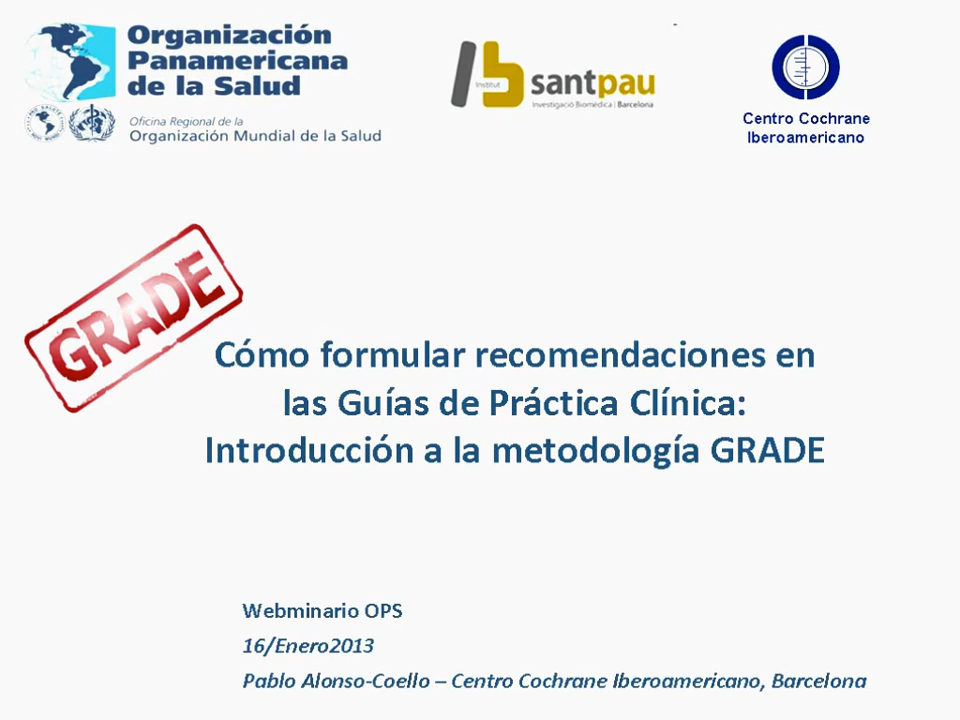 Organización
Panamericana
de la Salud
Oficina Regional de la
Organización Mundial de la Salud
Institut
santpau
Investigació Biomèdica | Barcelona
Centro Cochrane
Iberoamericano
GRADE
Cómo formular recomendaciones en
las Guías de Práctica Clínica:
Introducción a la metodología GRADE
Webminario OPS
16/Enero2013
Pablo Alonso-Coello – Centro Cochrane Iberoamericano, Barcelona